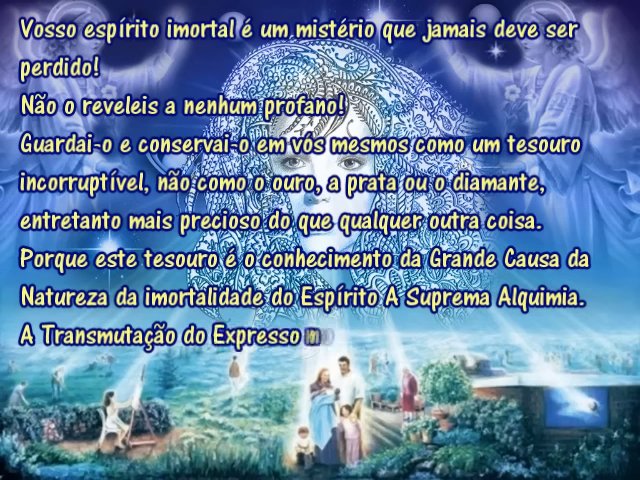 Vosso espírito imortal é um mistério que jamais deve ser
perdido!
Não o reveleis a nenhum profano!
Guardai-o e conservai-o em vós mesmos como um tesouro
incorruptível, não como o ouro, a prata ou o diamante,
entretanto mais precioso do que qualquer outra coisa.
Porque este tesouro é o conhecimento da Grande Causa da
Natureza da imortalidade do Espírito A Suprema Alquimia.
A Transmutação do Expresso